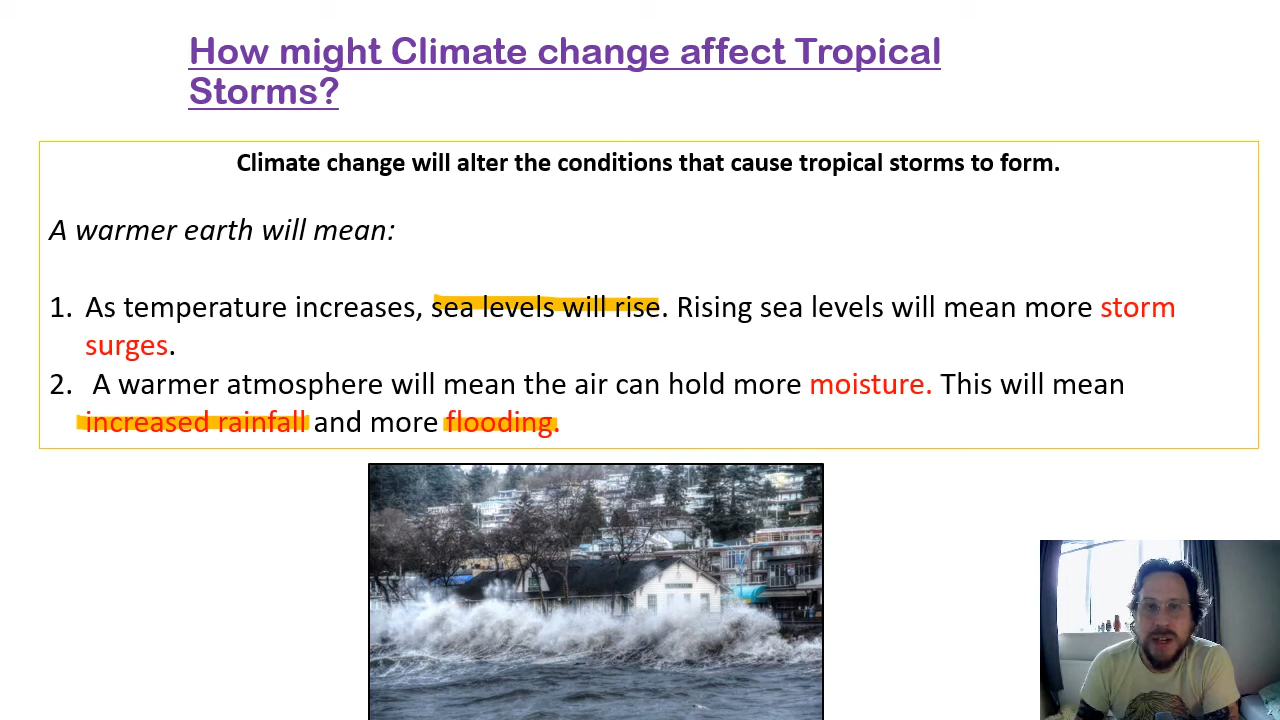 How might Climate change affect Tropical
Storms?
Climate change will alter the conditions that cause tropical storms to form.
A warmer earth will mean:
1. As temperature increases, sea levels will rise. Rising sea levels will mean more storm
surges.
2. A warmer atmosphere will mean the air can hold more moisture. This will mean
increased rainfall and more flooding.